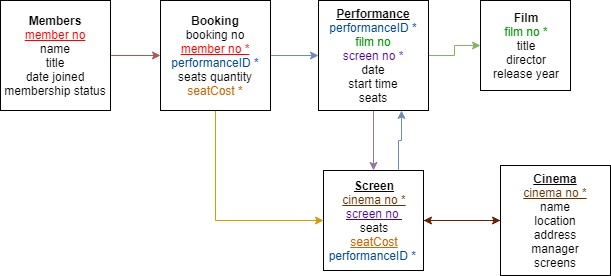 Members
member no
name
title
date joined
membership status
Booking
booking no
member no *
performanceID *
seats quantity
seatCost *
Performance
performanceID *
film no
screen no *
date
start time
seats
Film
film no *
title
director
release year
Screen
cinema no *
screen no
seats
seatCost
performanceID *
Cinema
cinema no *
name
location
address
manager
screens